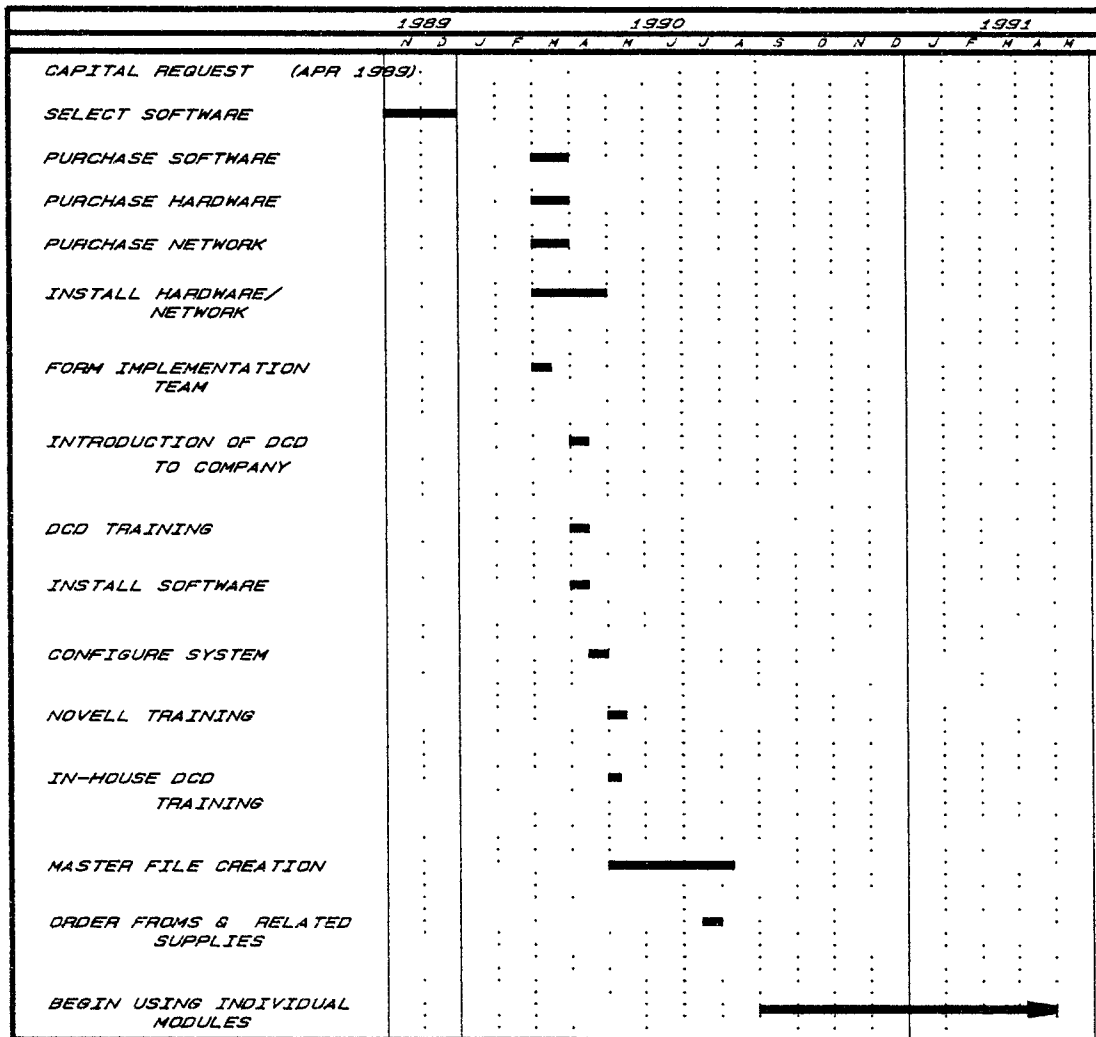 1989 1990 1991
N D J F M A M J J A S O N D J F M A M
CAPITAL REQUEST (APR 1989)
SELECT SOFTWARE
PURCHASE SOFTWARE
PURCHASE HARDWARE
PURCHASE NETWORK
INSTALL HARDWARE/
NETWORK
FORM IMPLEMENTATION
TEAM
INTRODUCTION OF DCD
TO COMPANY
DCD TRAINING
INSTALL SOFTWARE
CONFIGURE SYSTEM
NOVELL TRAINING
IN-HOUSE DCD
TRAINING
MASTER FILE CREATION
ORDER FROMS & RELATED
SUPPLIES
BEGIN USING INDIVIDUAL
MODULES